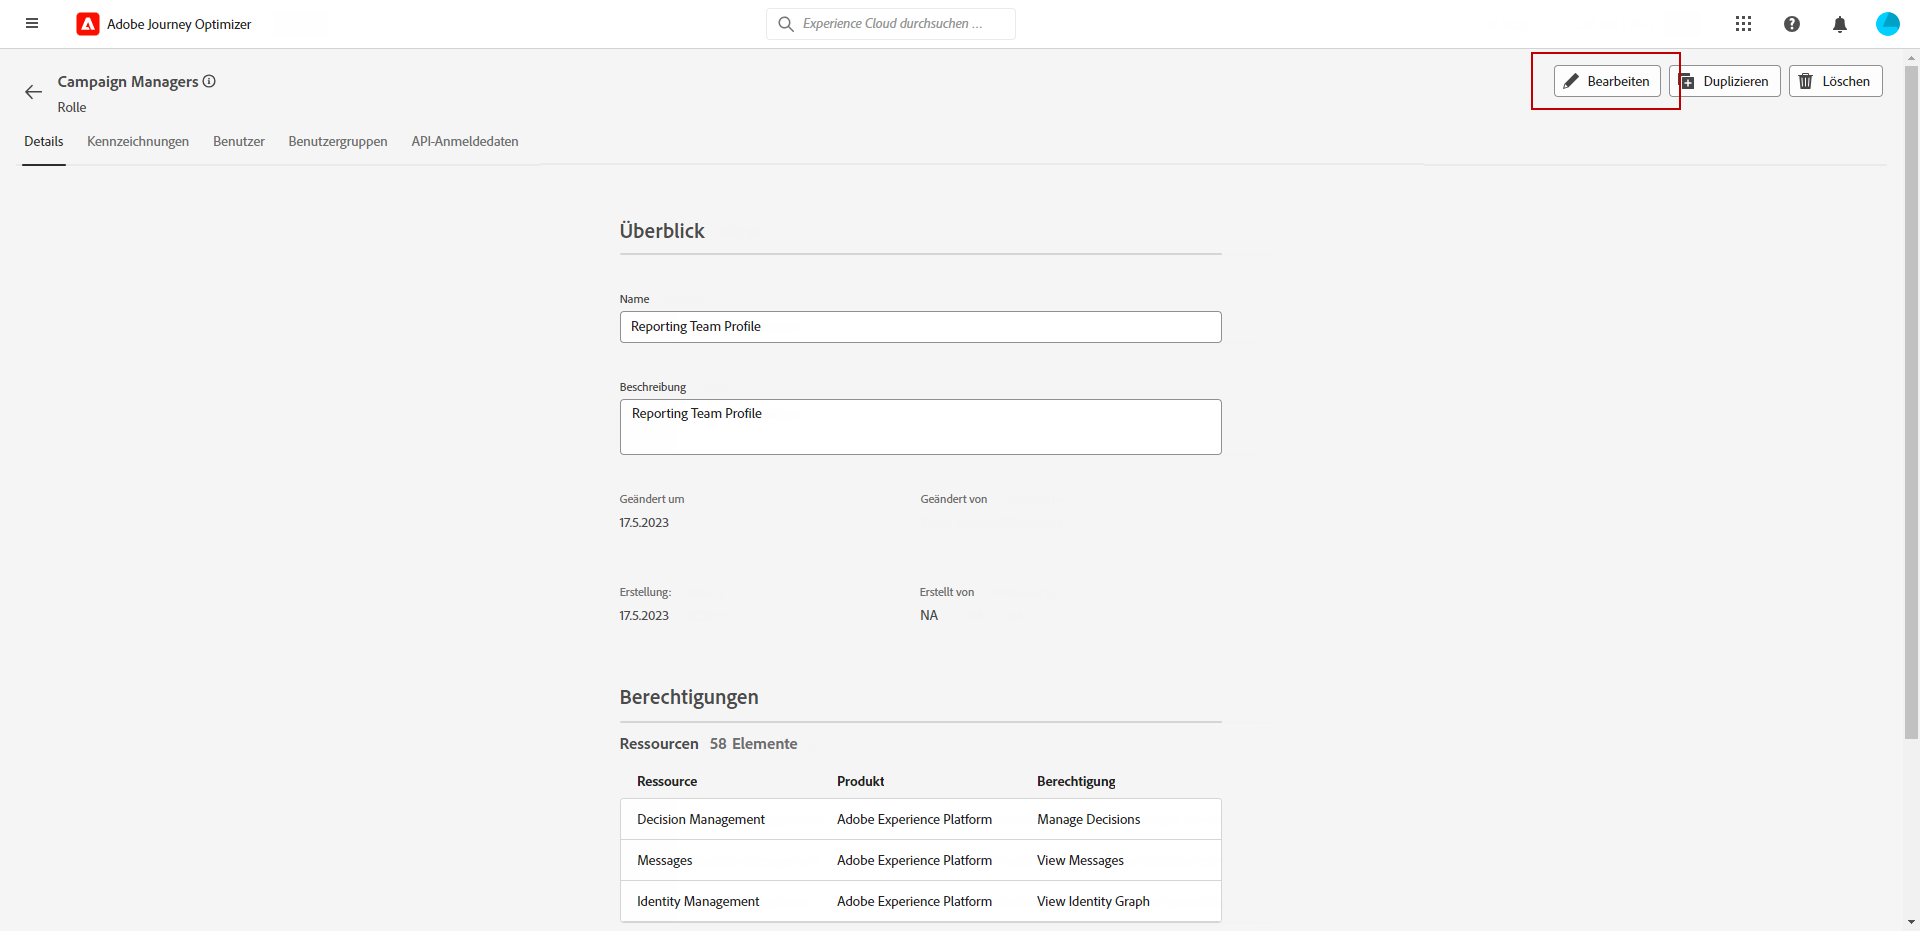 Adobe Journey Optimizer
Experience Cloud durchsuchen ...
Campaign Managers
Rolle
Bearbeiten
Duplizieren
Löschen
Details
Kennzeichnungen
Benutzer
Benutzergruppen
API-Anmeldedaten
Überblick
Name
Reporting Team Profile
Beschreibung
Reporting Team Profile
Geändert um
Geändert von
17.5.2023
Erstellung:
Erstellt von
17.5.2023
NA
Berechtigungen
Ressourcen 58 Elemente
Ressource Produkt Berechtigung
Decision Management Adobe Experience Platform Manage Decisions
Messages Adobe Experience Platform View Messages
Identity Management Adobe Experience Platform View Identity Graph